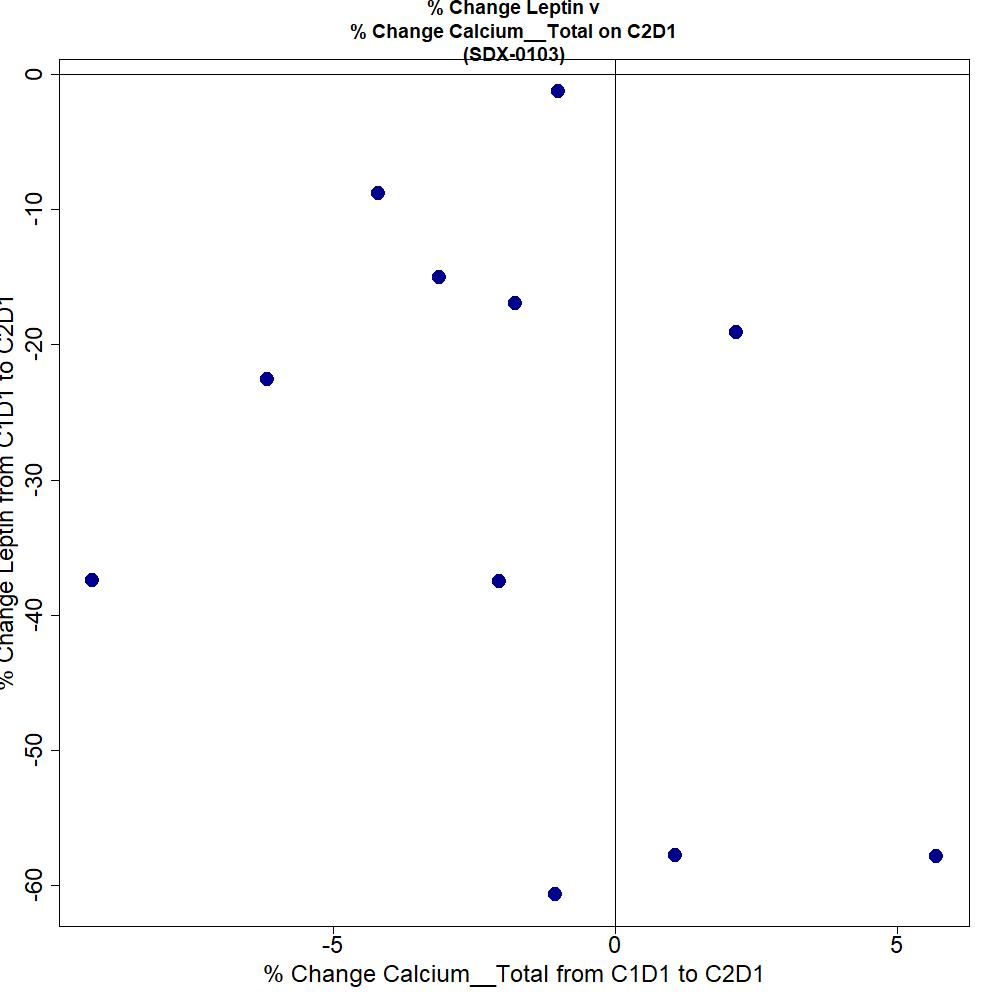 % Change Leptin v
% Change Calcium__Total on C2D1
(SDX-0103)
% Change Leptin from C1D1 to C2D1
0
-10
-20
-30
-40
-50
-60
-5
0
5
% Change Calcium__Total from C1D1 to C2D1